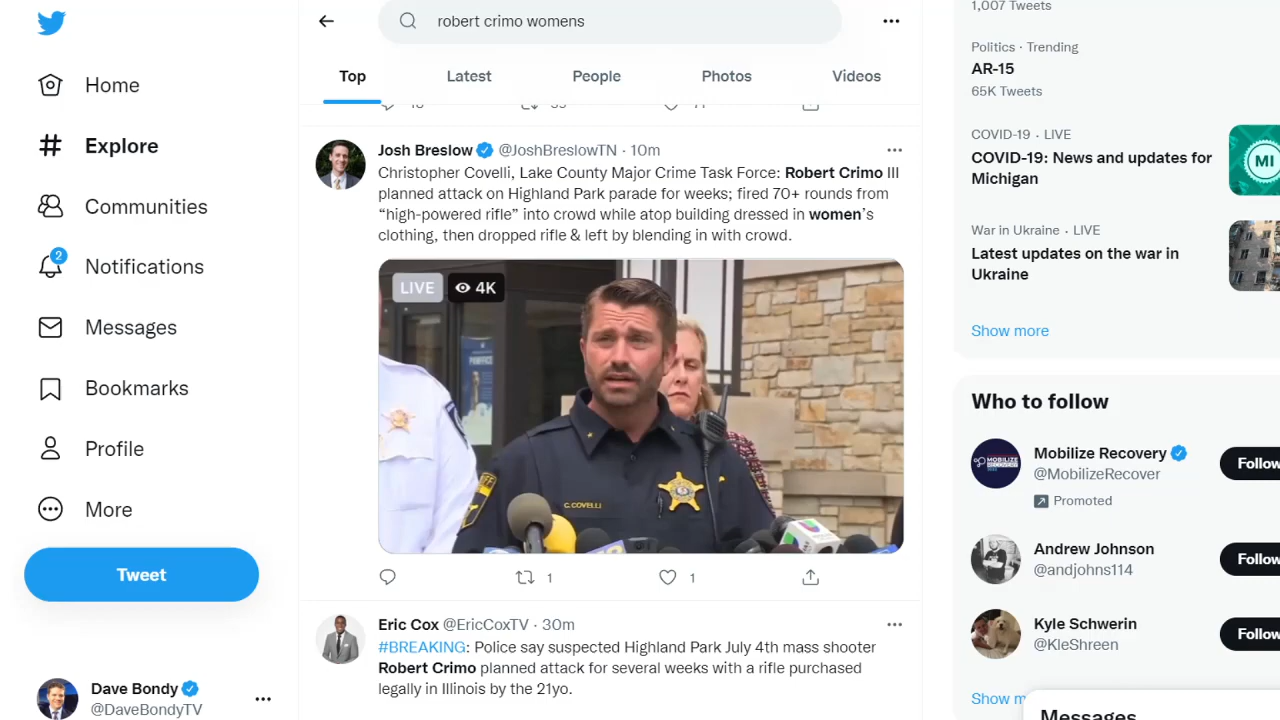 robert crimo womens
Top
Latest
People
Photos
Videos
Home
Explore
Communities
2
Notifications
Messages
Bookmarks
Profile
More
Tweet
Dave Bondy
@DaveBondyTV
Josh Breslow @JoshBreslowTN · 10m
Christopher Covelli, Lake County Major Crime Task Force: Robert Crimo III
planned attack on Highland Park parade for weeks; fired 70+ rounds from
“high-powered rifle” into crowd while atop building dressed in women’s
clothing, then dropped rifle & left by blending in with crowd.
LIVE
4K
C.COVELLI
1
1
Eric Cox @EricCoxTV · 30m
#BREAKING: Police say suspected Highland Park July 4th mass shooter
Robert Crimo planned attack for several weeks with a rifle purchased
legally in Illinois by the 21yo.
1,007 Tweets
Politics · Trending
AR-15
65K Tweets
COVID-19 · LIVE
COVID-19: News and updates for
Michigan
MI
War in Ukraine · LIVE
Latest updates on the war in
Ukraine
Show more
Who to follow
Mobilize Recovery
@MobilizeRecover
Promoted
Follow
Andrew Johnson
@andjohns114
Follow
Kyle Schwerin
@KleShreen
Follow
Show m
Messages